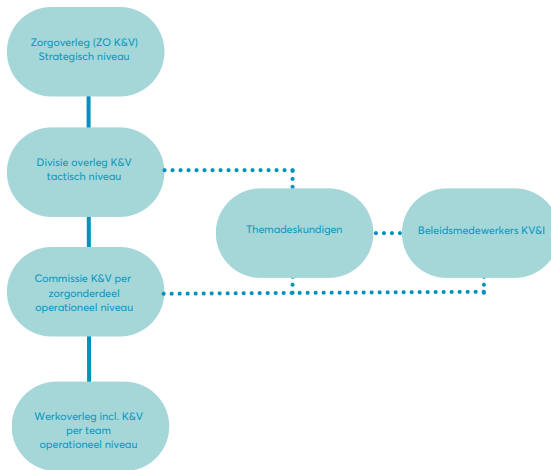 Zorgoverleg (ZO K&V)
Strategisch niveau
Divisie overleg K&V
tactisch niveau
Themadeskundigen
Beleidsmedewerkers KV&I
Commissie K&V per
zorgonderdeel
operationeel niveau
Werkoverleg incl. K&V
per team
operationeel niveau